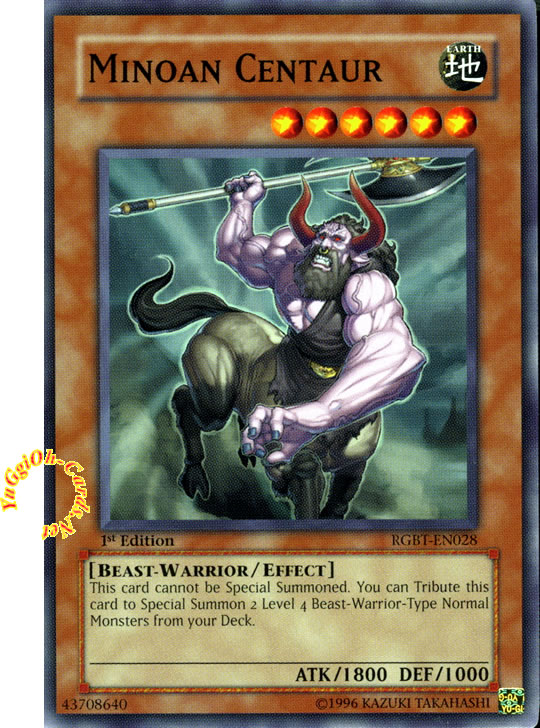 MINOAN CENTAUR
EARTH
地
YuGgiOh-Cards.Net
1st Edition
RGBT-EN028
[BEAST-WARRIOR/EFFECT]
This card cannot be Special Summoned. You can Tribute this
card to Special Summon 2 Level 4 Beast-Warrior-Type Normal
Monsters from your Deck.
ATK/1800 DEF/1000
43708640
©1996 KAZUKI TAKAHASHI